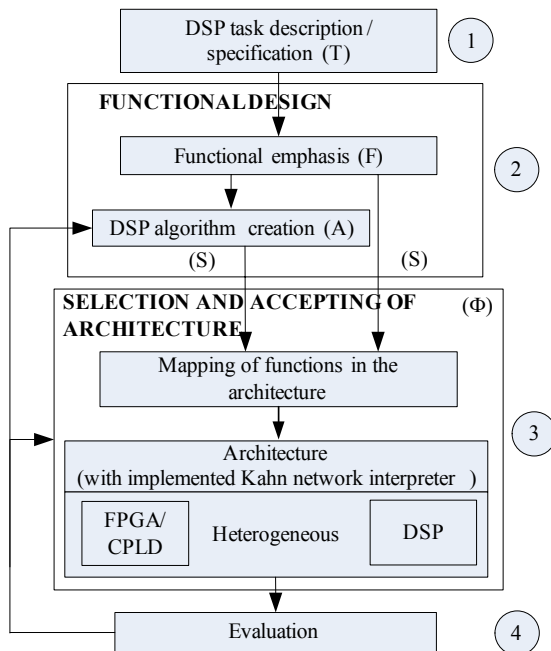 DSP task description /
specification (T)
1
FUNCTIONALDESIGN
Functional emphasis (F)
2
DSP algorithm creation (A)
(S)
(S)
SELECTION AND ACCEPTING OF
ARCHITECTURE
(Φ)
Mapping of functions in the
architecture
3
Architecture
(with implemented Kahn network interpreter )
FPGA/
CPLD
Heterogeneous
DSP
Evaluation
4